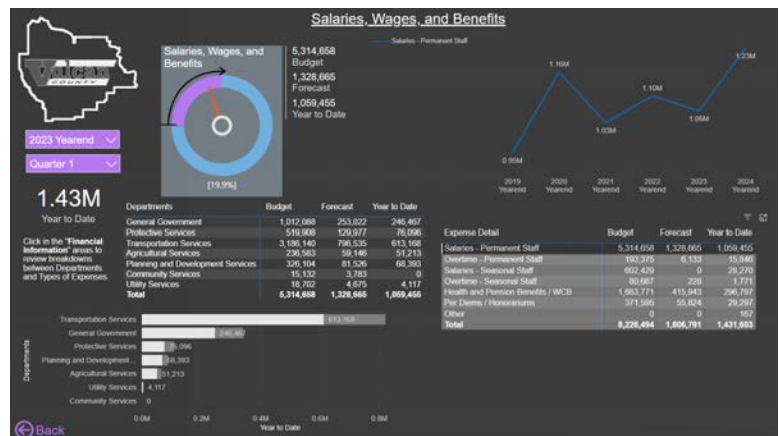 Salaries, Wages, and Benefits
Vulcan
COUNTY
2023 Yearend
Quarter 1
1.43M
Year to Date
Click in the "Financial
Information" areas to
review breakdowns
between Departments
and Types of Expenses.
Salaries, Wages, and
Benefits
[19.9%]
5,314,658
Budget
1,328,665
Forecast
1,059,455
Year to Date
Salaries - Permanent Staff
0.95M
1.16M
1.03M
1.10M
1.06M
1.23M
2019 Yearend
2020 Yearend
2021 Yearend
2022 Yearend
2023 Yearend
2024 Yearend
Departments Budget Forecast Year to Date
General Government 1,012,088 253,022 246,467
Protective Services 519,908 129,977 76,096
Transportation Services 3,186,140 796,535 613,168
Agricultural Services 236,583 59,146 51,213
Planning and Development Services 326,104 81,526 68,393
Community Services 15,132 3,783 0
Utility Services 18,702 4,675 4,117
Total 5,314,658 1,328,665 1,059,455
Expense Detail Budget Forecast Year to Date
Salaries - Permanent Staff 5,314,658 1,328,665 1,059,455
Overtime - Permanent Staff 193,375 6,133 15,846
Salaries - Seasonal Staff 602,429 0 28,270
Overtime - Seasonal Staff 80,667 228 1,771
Health and Pension Benefits / WCB 1,663,771 415,943 296,797
Per Diems / Honorariums 371,595 55,824 29,297
Other 0 0 167
Total 8,226,494 1,806,791 1,431,603
Departments
Transportation Services 613,168
General Government 246,467
Protective Services 76,096
Planning and Development... 68,393
Agricultural Services 51,213
Utility Services 4,117
Community Services 0
0.0M 0.2M 0.4M 0.6M 0.8M
Year to Date
Back